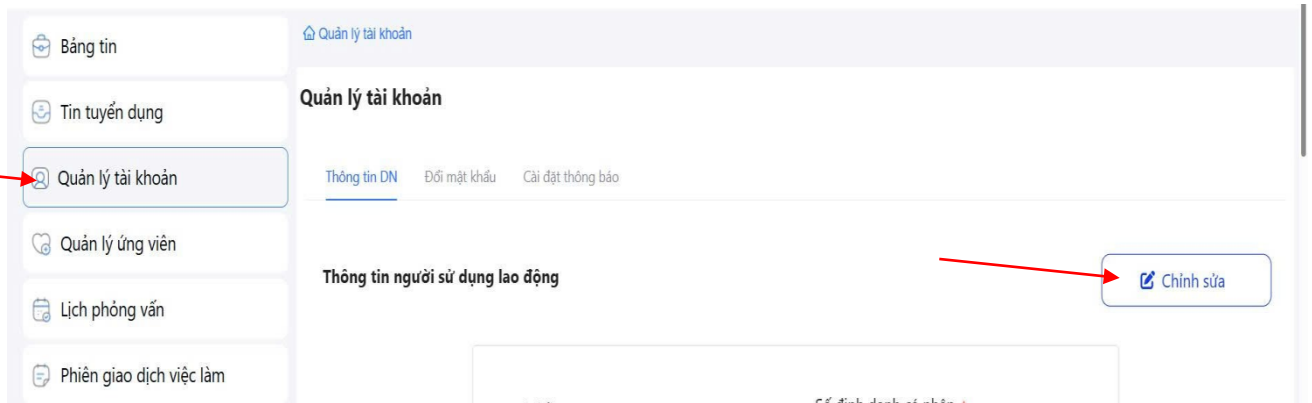 Bảng tin
Tin tuyển dụng
Quản lý tài khoản
Quản lý ứng viên
Lịch phỏng vấn
Phiên giao dịch việc làm
Quản lý tài khoản
Quản lý tài khoản
Thông tin DN Đổi mật khẩu Cài đặt thông báo
Thông tin người sử dụng lao động
Chỉnh sửa